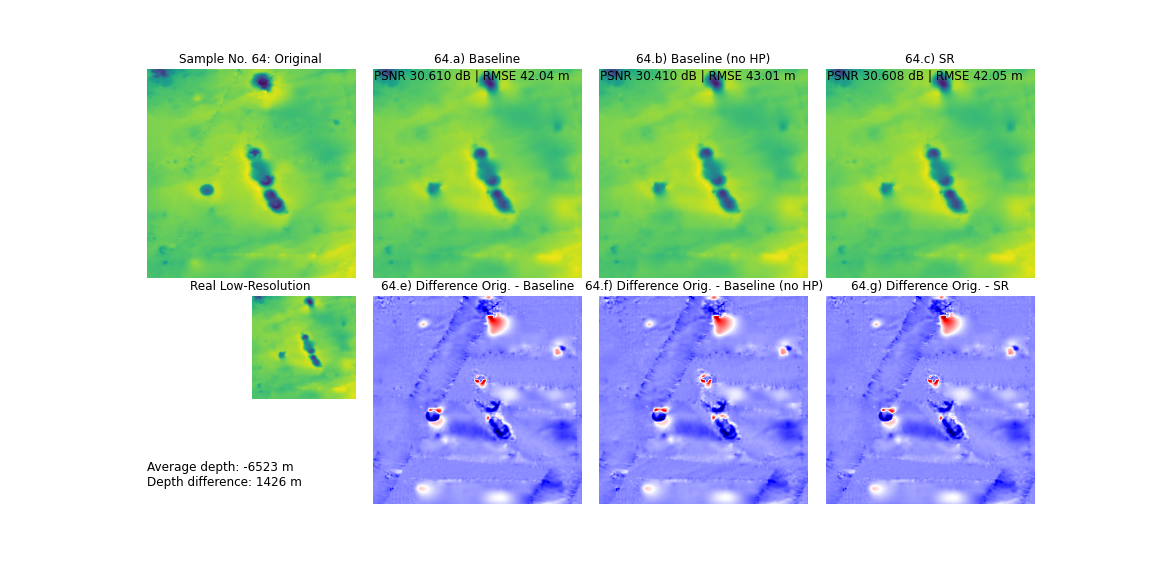 Sample No. 64: Original
64.a) Baseline
64.b) Baseline (no HP)
64.c) SR
PSNR 30.610 dB | RMSE 42.04 m
PSNR 30.410 dB | RMSE 43.01 m
PSNR 30.608 dB | RMSE 42.05 m
Real Low-Resolution
64.e) Difference Orig. - Baseline
64.f) Difference Orig. - Baseline (no HP)
64.g) Difference Orig. - SR
Average depth: -6523 m
Depth difference: 1426 m